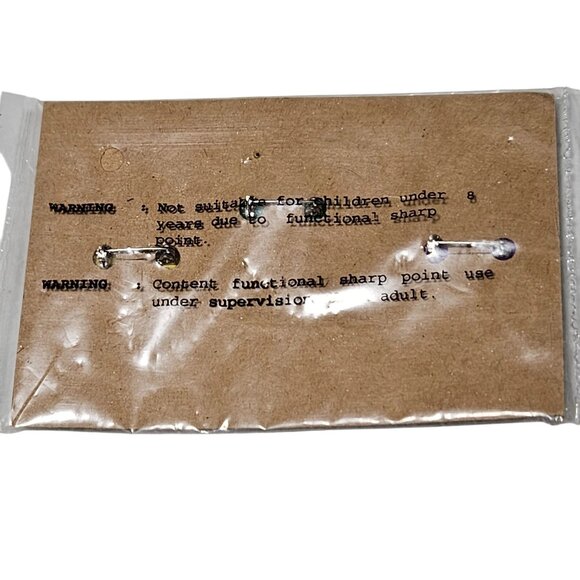 WARNING : Not suitable for children under 8
years due to functional sharp
point.
WARNING : Content functional sharp point use
under supervision adult.